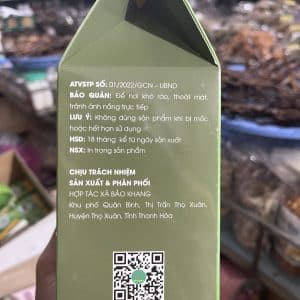 ATVSTP SỐ: 01/2022/GCN - UBND
BẢO QUẢN: Để nơi khô ráo, thoát mát,
tránh ánh nắng trực tiếp
LƯU Ý: Không dùng sản phẩm khi bị mốc
hoặc hết hạn sử dụng
HSD: 18 tháng kể từ ngày sản xuất
NSX: In trong sản phẩm
CHỊU TRÁCH NHIỆM
SẢN XUẤT & PHÂN PHỐI
HỢP TÁC XÃ BẢO KHANG
Khu phố Quân Bình, Thị Trấn Thọ Xuân,
Huyện Thọ Xuân, Tỉnh Thanh Hóa